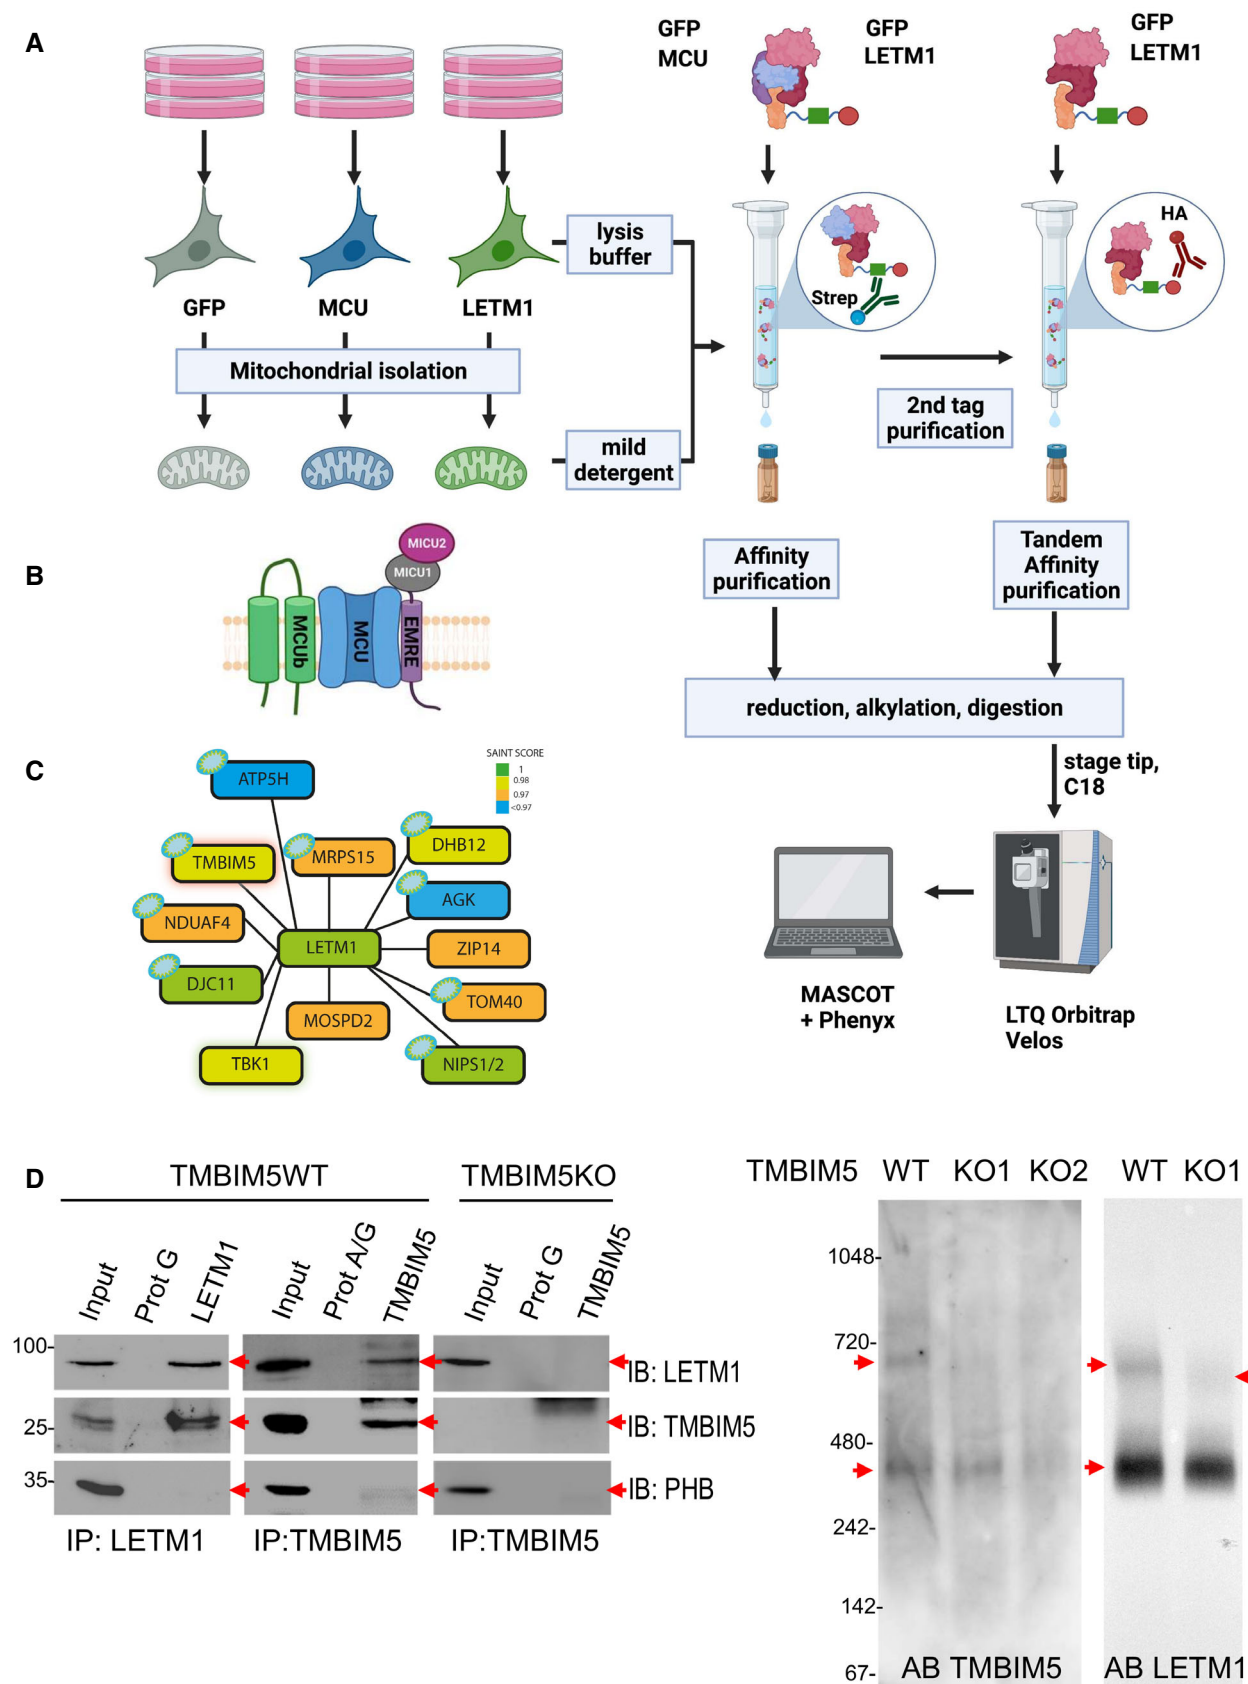 A
GFP
MCU
GFP
LETM1
GFP
LETM1
lysis
buffer
GFP
MCU
LETM1
Mitochondrial isolation
mild
detergent
Strep
HA
2nd tag
purification
Affinity
purification
Tandem
Affinity
purification
reduction, alkylation, digestion
stage tip,
C18
MASCOT
+ Phenyx
LTQ Orbitrap
Velos
B
MICU2
MICU1
MCUb
MCU
EMRE
C
SAINT SCORE
1
0.98
0.97
<0.97
ATP5H
TMBIM5
MRPS15
DHB12
AGK
NDUAF4
LETM1
ZIP14
DJC11
TOM40
MOSPD2
TBK1
NIPS1/2
D
TMBIM5WT
TMBIM5KO
Input
Prot G
LETM1
Input
Prot A/G
TMBIM5
Input
Prot G
TMBIM5
100-
IB: LETM1
25-
IB: TMBIM5
35-
IB: PHB
IP: LETM1
IP:TMBIM5
IP:TMBIM5
TMBIM5 WT KO1 KO2 WT KO1
1048-
720-
480-
242-
142-
67-
AB TMBIM5
AB LETM1